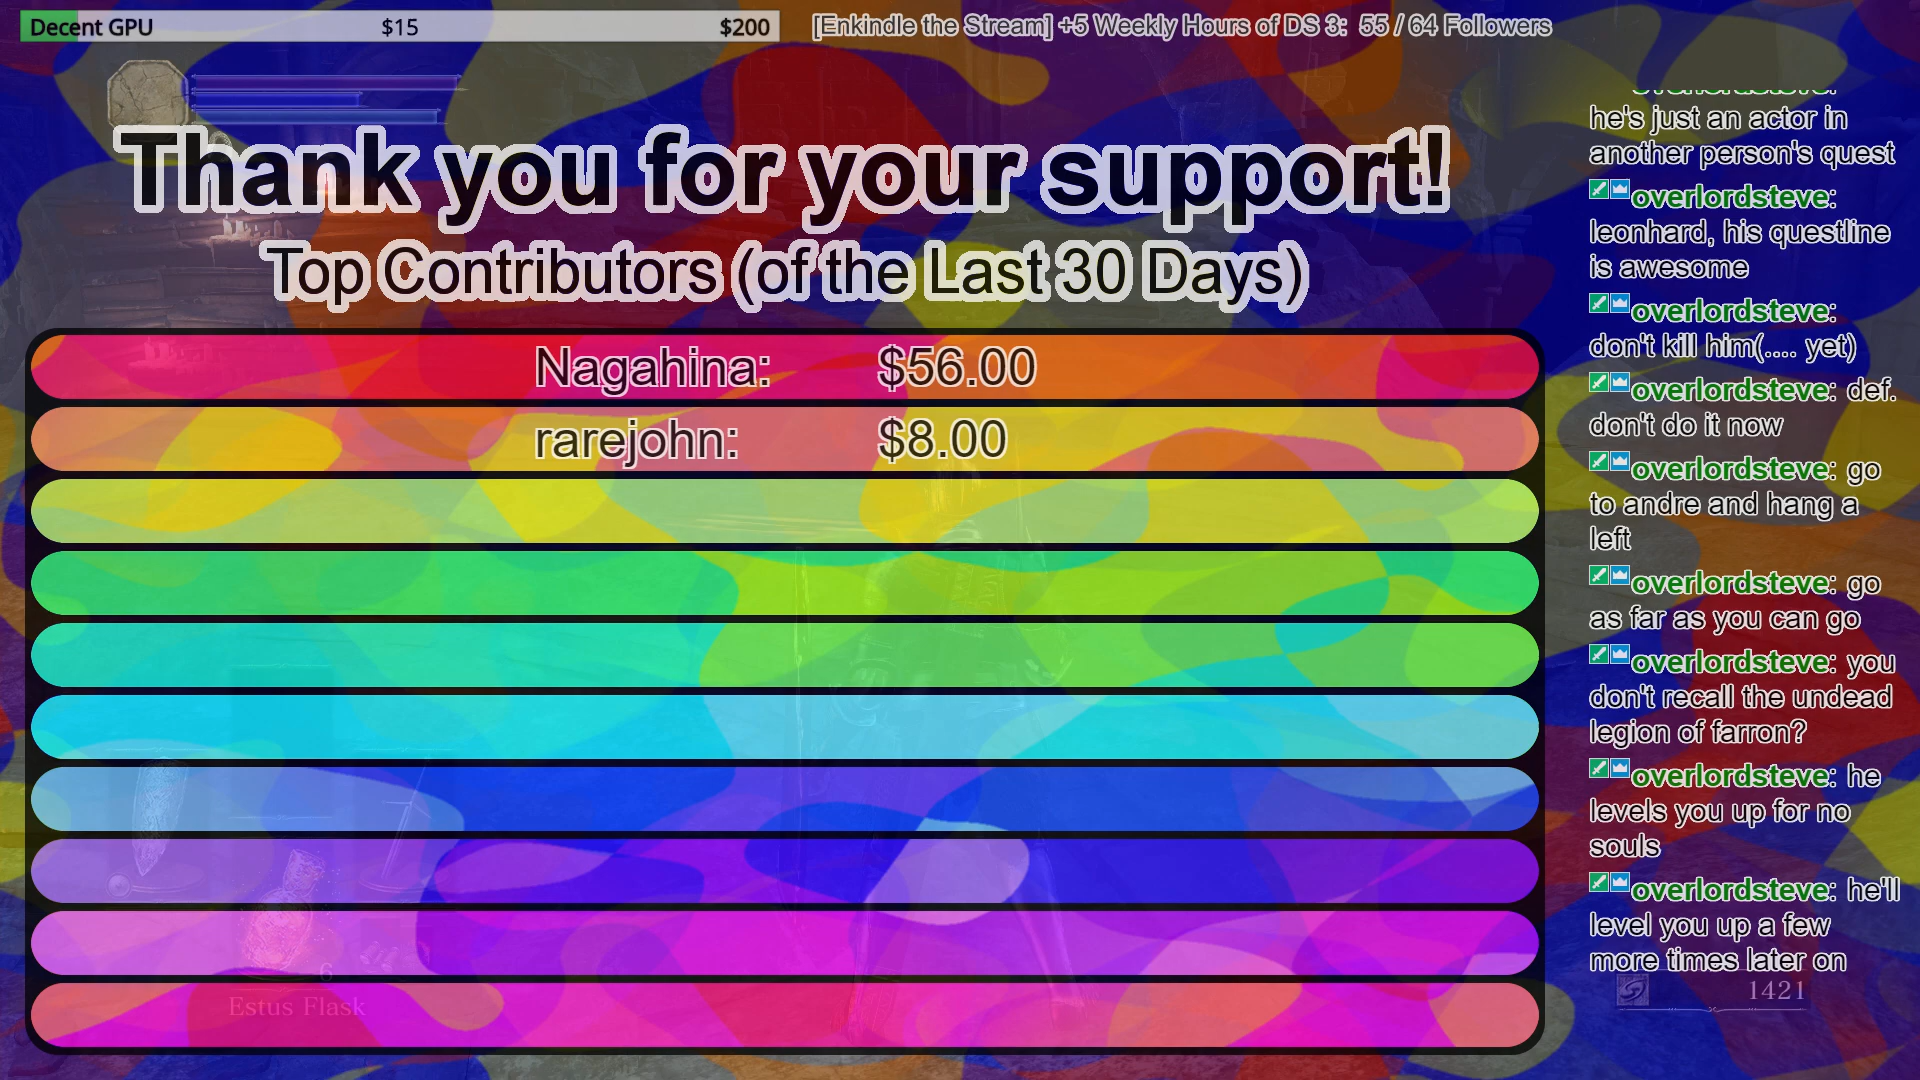 Decent GPU $15 $200
[Enkindle the Stream] +5 Weekly Hours of DS 3: 55 / 64 Followers
Thank you for your support!
Top Contributors (of the Last 30 Days)
Nagahina: $56.00
rarejohn: $8.00
6
Estus Flask
overlordsteve:
he's just an actor in
another person's quest
overlordsteve:
leonhard, his questline
is awesome
overlordsteve:
don't kill him(.... yet)
overlordsteve: def.
don't do it now
overlordsteve: go
to andre and hang a
left
overlordsteve: go
as far as you can go
overlordsteve: you
don't recall the undead
legion of farron?
overlordsteve: he
levels you up for no
souls
overlordsteve: he'll
level you up a few
more times later on
1421